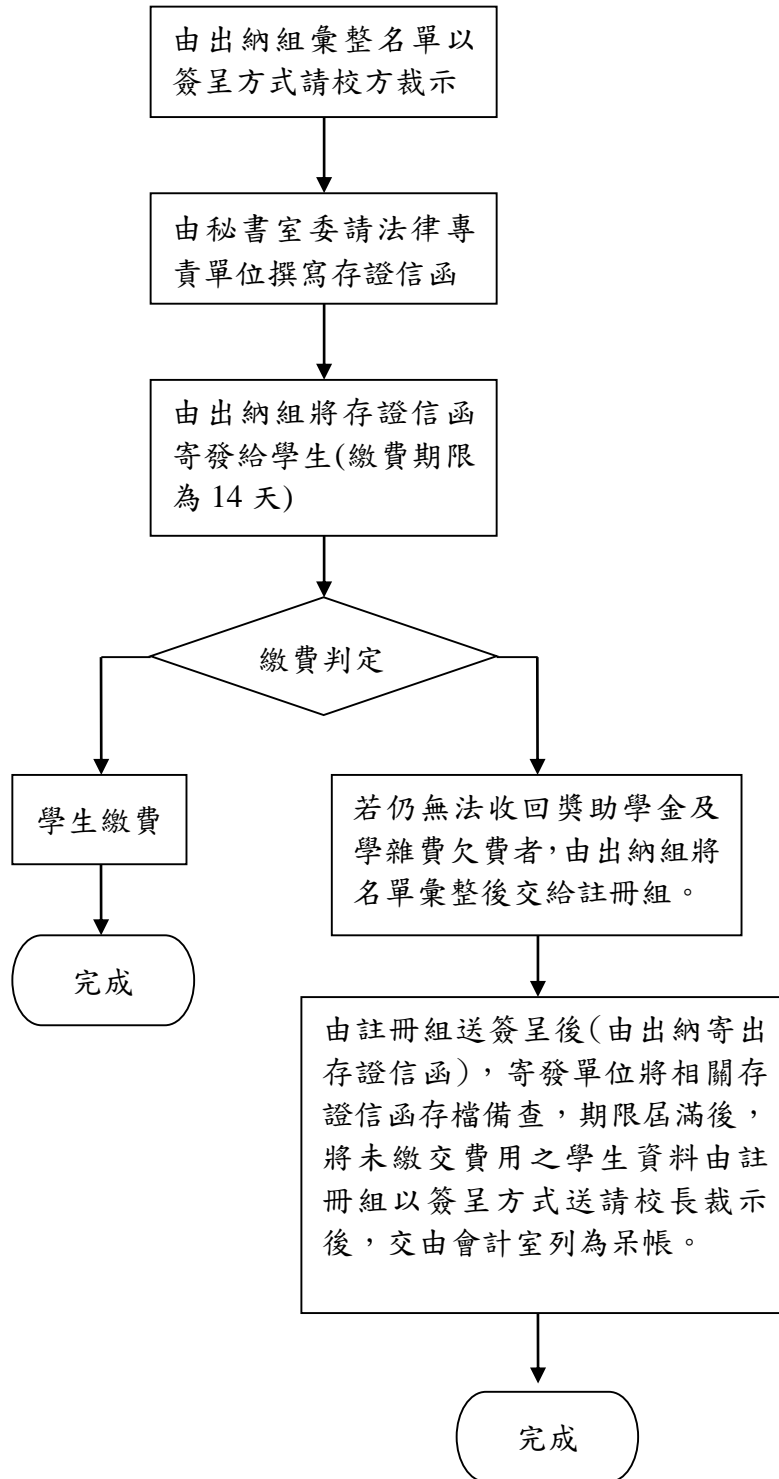 由出納組彙整名單以
簽呈方式請校方裁示
由秘書室委請法律專
責單位撰寫存證信函
由出納組將存證信函
寄發給學生(繳費期限
為 14 天)
繳費判定
學生繳費
完成
若仍無法收回獎助學金及
學雜費欠費者，由出納組將
名單彙整後交給註冊組。
由註冊組送簽呈後(由出納寄出
存證信函)，寄發單位將相關存
證信函存檔備查，期限屆滿後，
將未繳交費用之學生資料由註
冊組以簽呈方式送請校長裁示
後，交由會計室列為呆帳。
完成